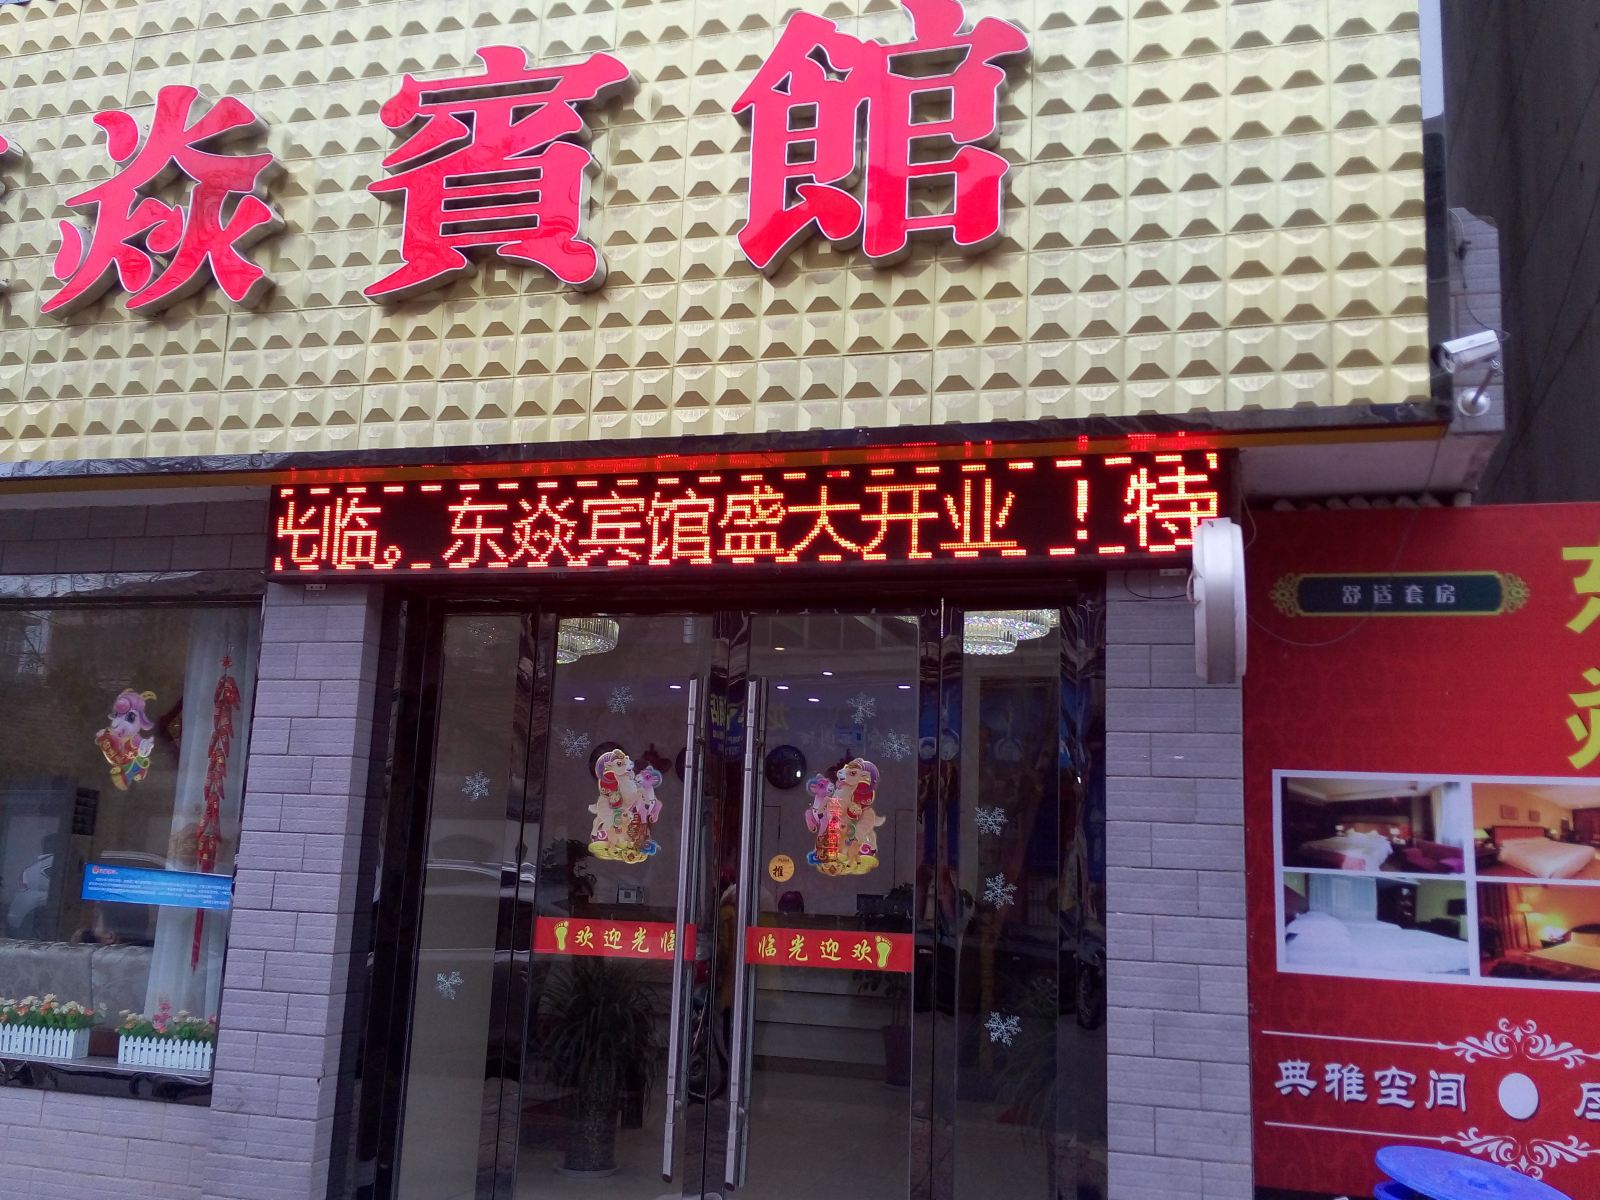 焱賓館
临。东焱宾馆盛大开业！特
舒适套房
推
欢迎光临
临光迎欢
典雅空间